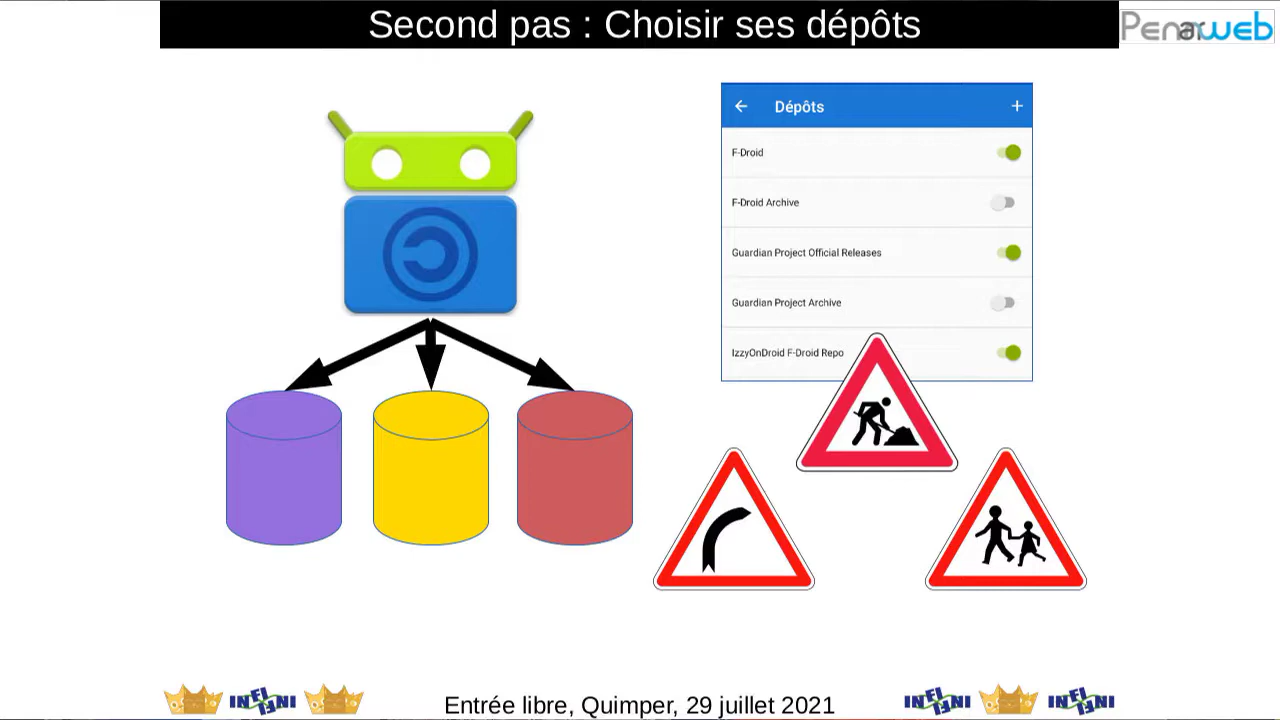 Second pas : Choisir ses dépôts
Penarweb
Dépôts
F-Droid
F-Droid Archive
Guardian Project Official Releases
Guardian Project Archive
IzzyOnDroid F-Droid Repo
Entrée libre, Quimper, 29 juillet 2021